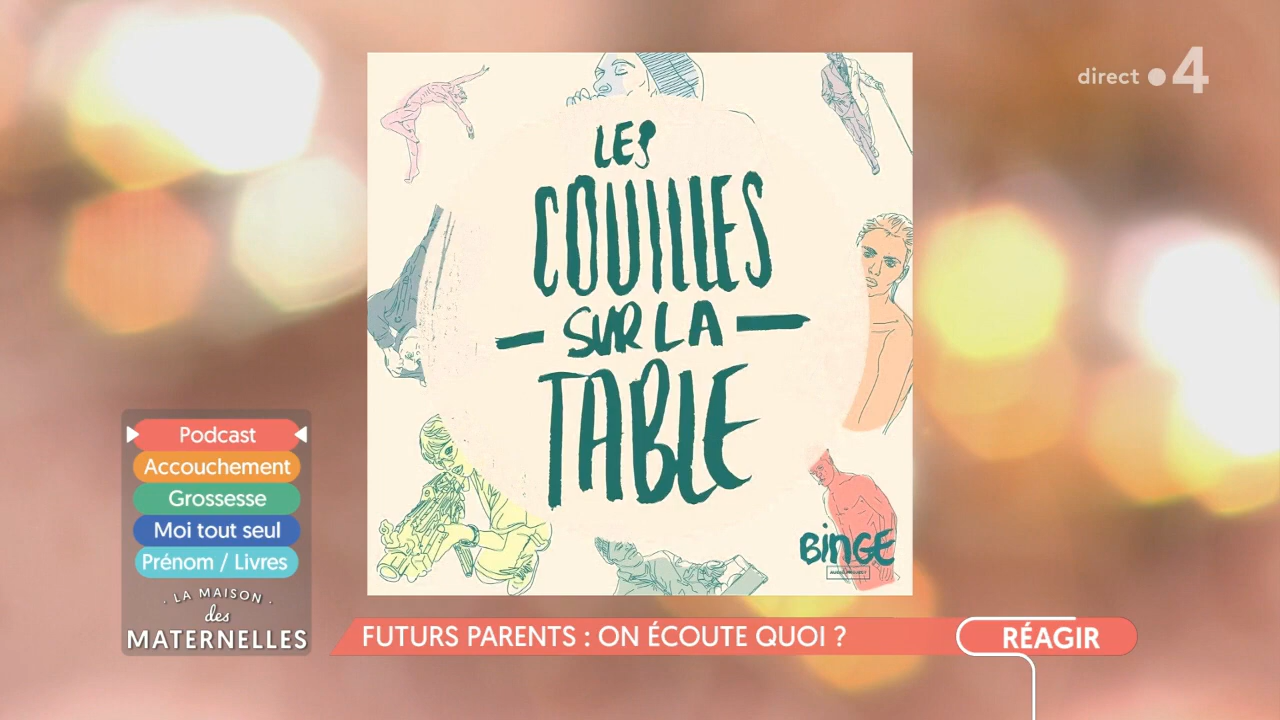 direct 4
LES
COUILLES
SUR LA
TABLE
BINGE
Podcast
Accouchement
Grossesse
Moi tout seul
Prénom / Livres
. LA MAISON .
des
MATERNELLES
FUTURS PARENTS : ON ÉCOUTE QUOI ?
RÉAGIR